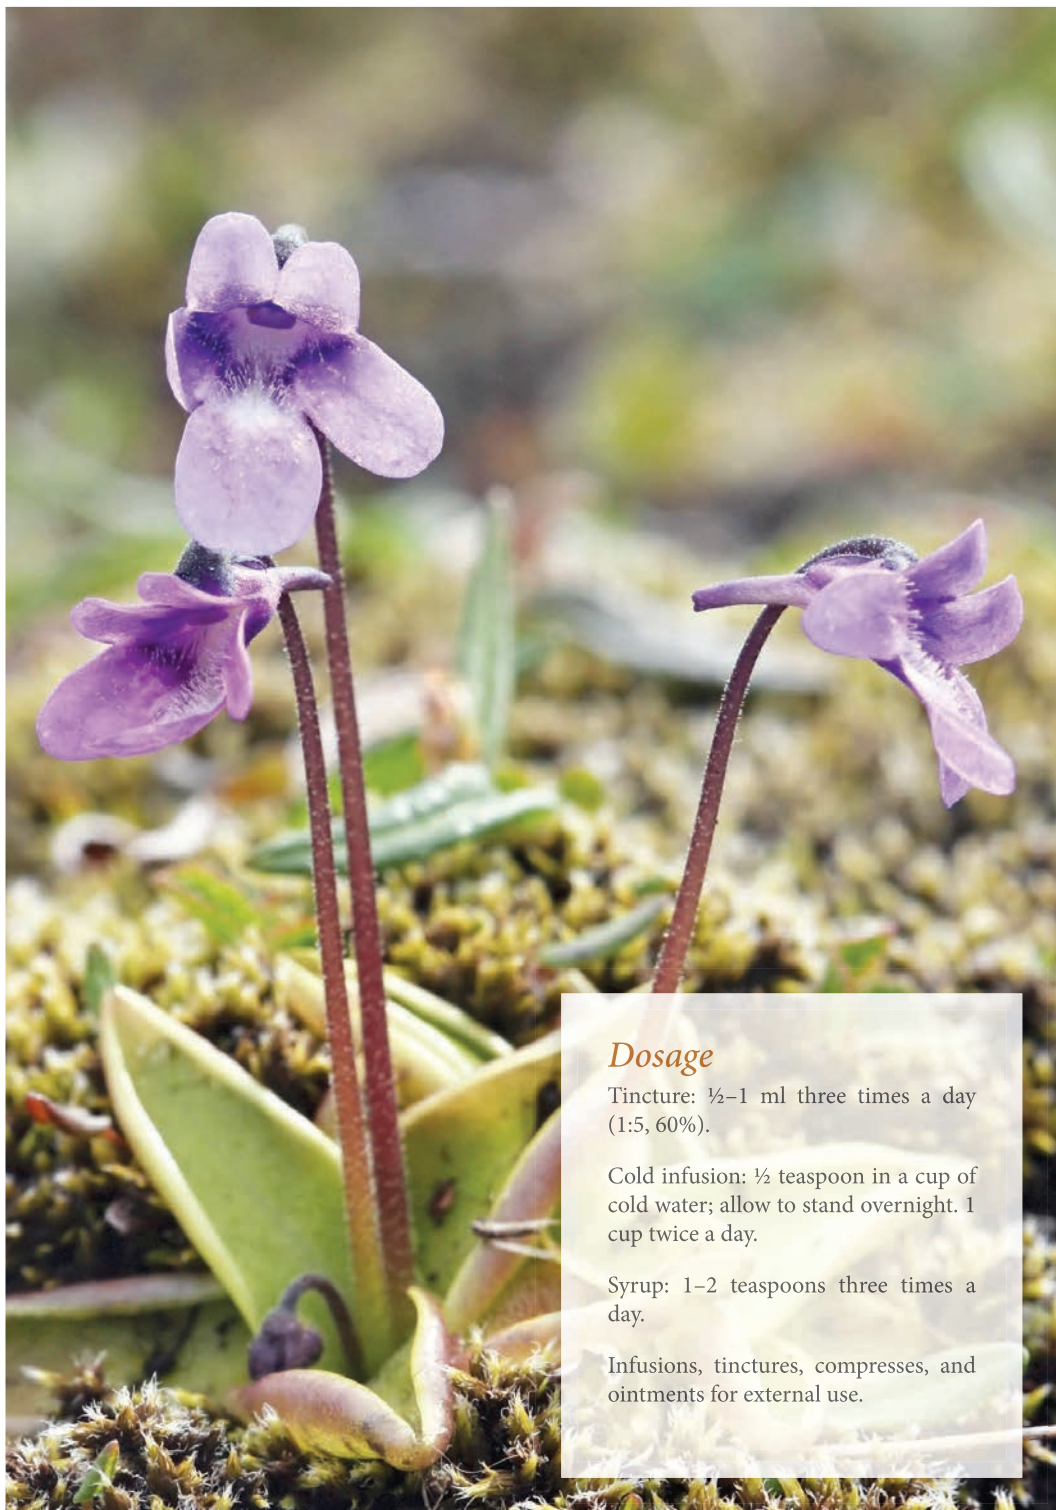 Dosage
Tincture: ½–1 ml three times a day
(1:5, 60%).
Cold infusion: ½ teaspoon in a cup of
cold water; allow to stand overnight. 1
cup twice a day.
Syrup: 1–2 teaspoons three times a
day.
Infusions, tinctures, compresses, and
ointments for external use.